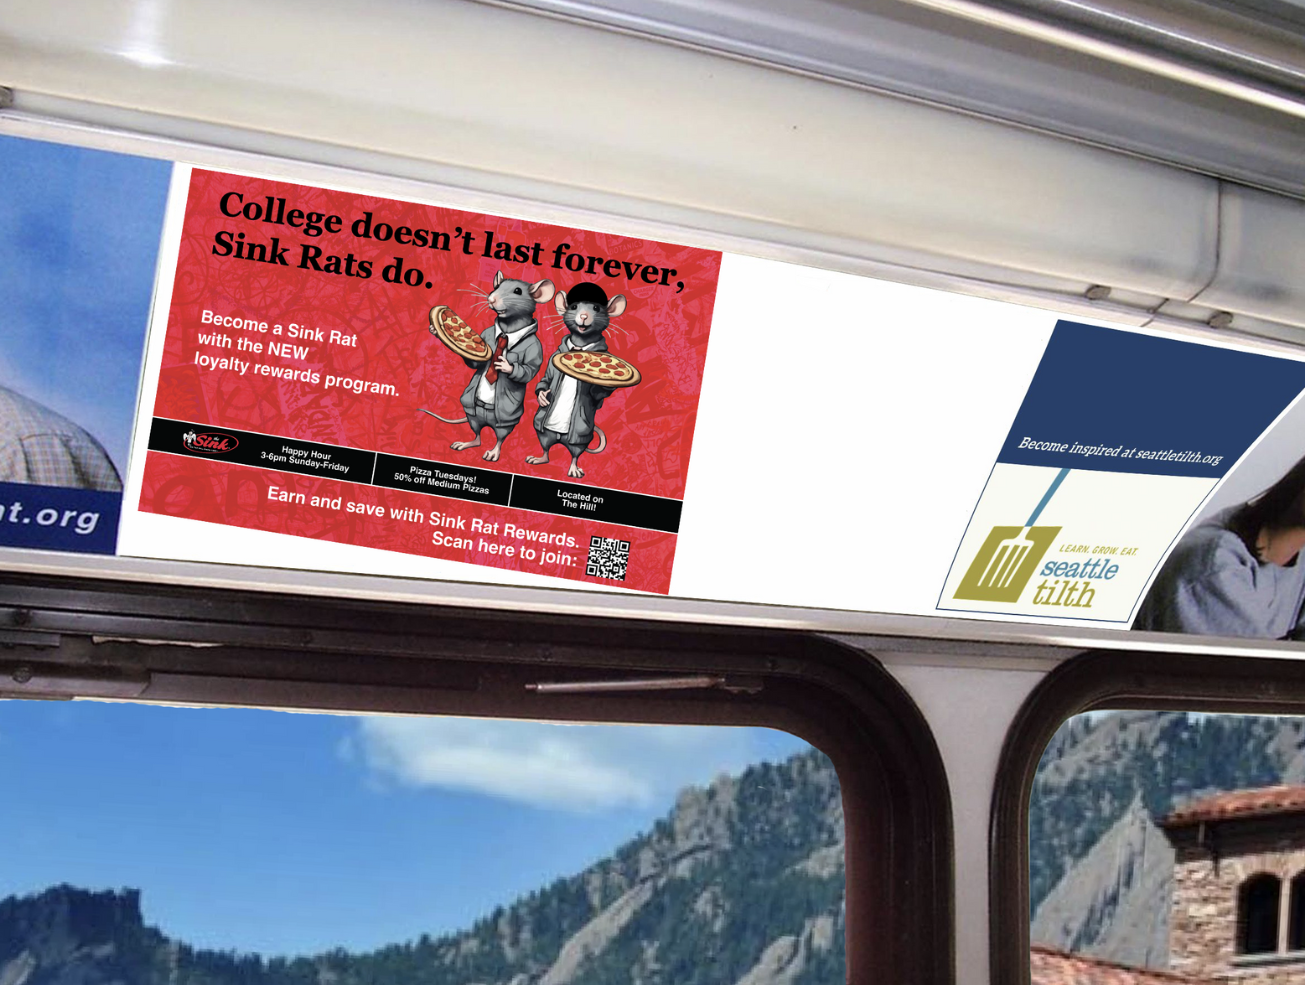 nt.org
College doesn't last forever,
Sink Rats do.
Become a Sink Rat
with the NEW
loyalty rewards program.
the
Sink
Happy Hour
3-6pm Sunday-Friday
Pizza Tuesdays!
50% off Medium Pizzas
Located on
The Hill!
Earn and save with Sink Rat Rewards.
Scan here to join:
Become inspired at seattletilth.org
LEARN. GROW. EAT.
seattle
tilth